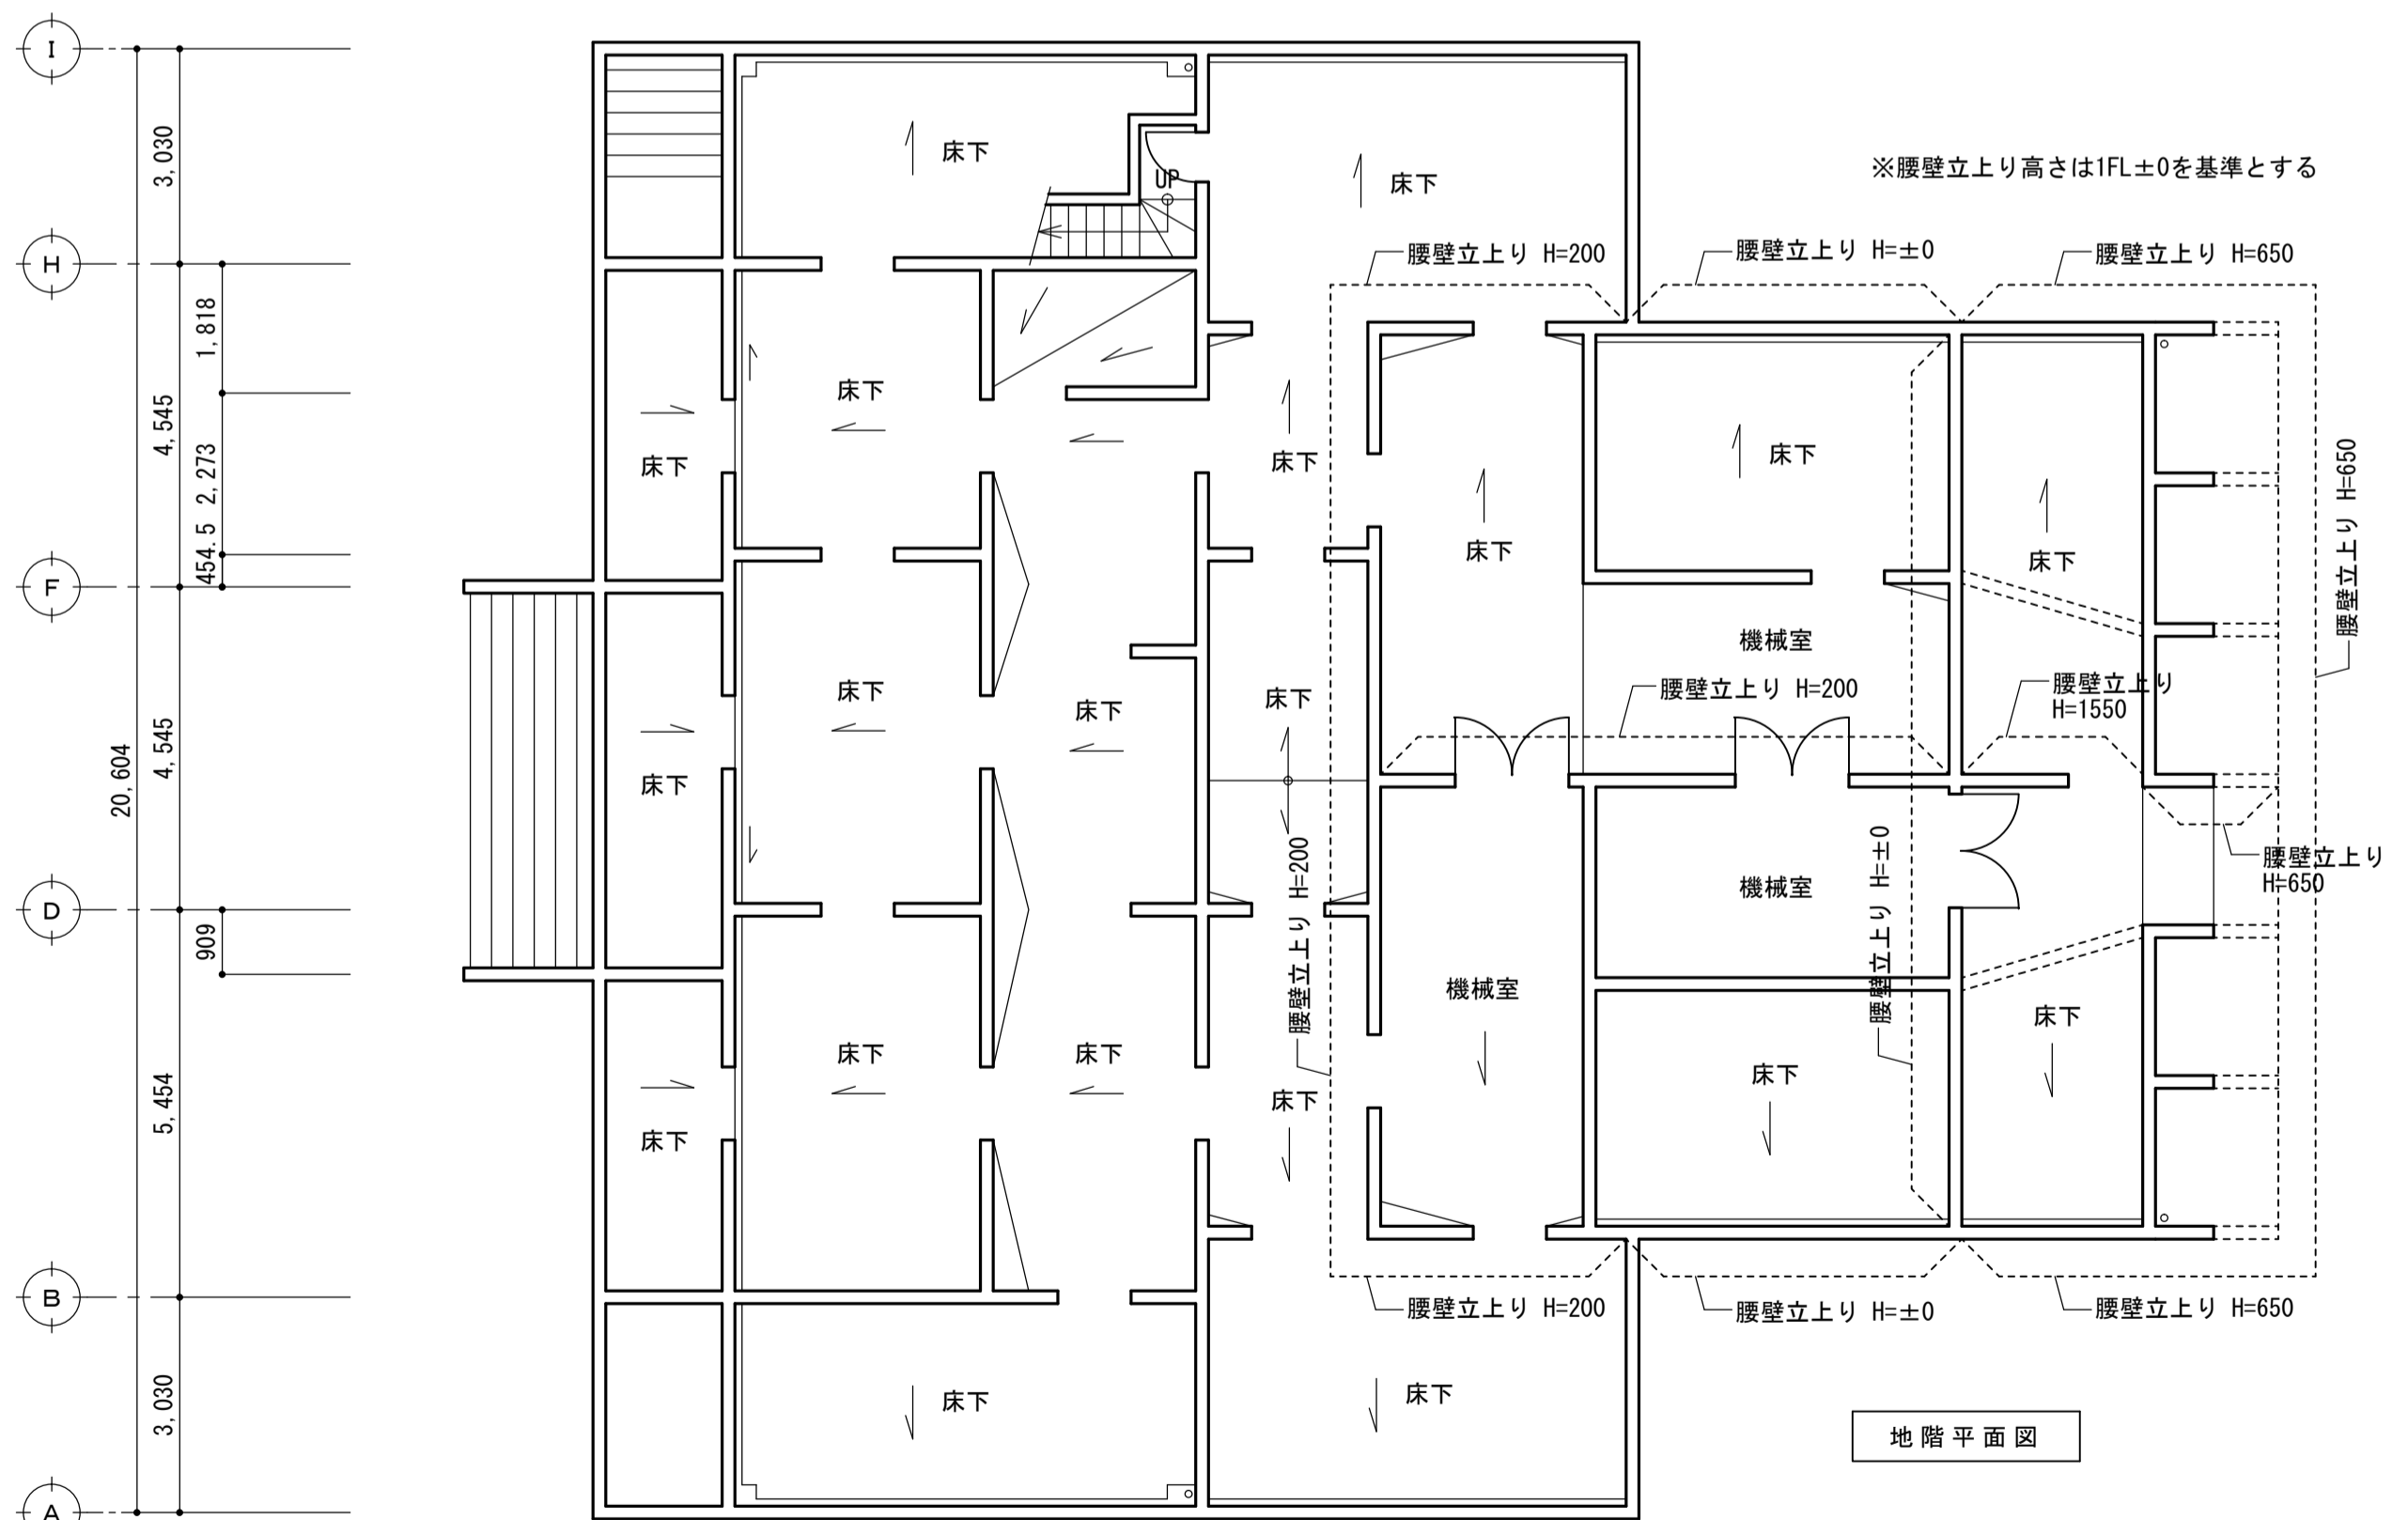 I
3,030
床下
UP
床下
※腰壁立上り高さは1FL±0を基準とする
H
腰壁立上り H=200
腰壁立上り H=±0
腰壁立上り H=650
1,818
4,545
床下
床下
床下
床下
2,273
床下
床下
腰壁立上り H=650
454.5
F
機械室
床下
床下
床下
腰壁立上り H=200
腰壁立上り
H=1550
20,604
4,545
床下
腰壁立上り H=200
機械室
腰壁立上り H=±0
腰壁立上り
H=650
D
909
機械室
床下
5,454
床下
床下
床下
床下
床下
B
腰壁立上り H=200
腰壁立上り H=±0
腰壁立上り H=650
3,030
床下
床下
地階平面図
A